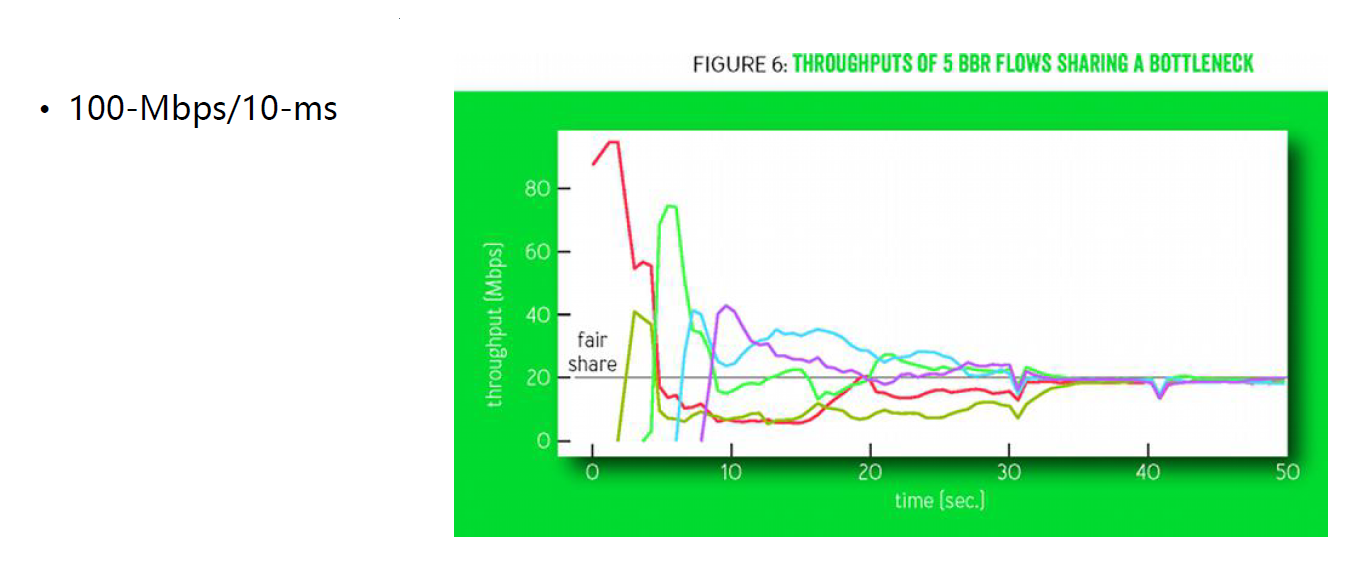 FIGURE 6: THROUGHPUTS OF 5 BBR FLOWS SHARING A BOTTLENECK
• 100-Mbps/10-ms
throughput (Mbps)
80
60
40
fair
share
20
0
0 10 20 30 40 50
time (sec.)